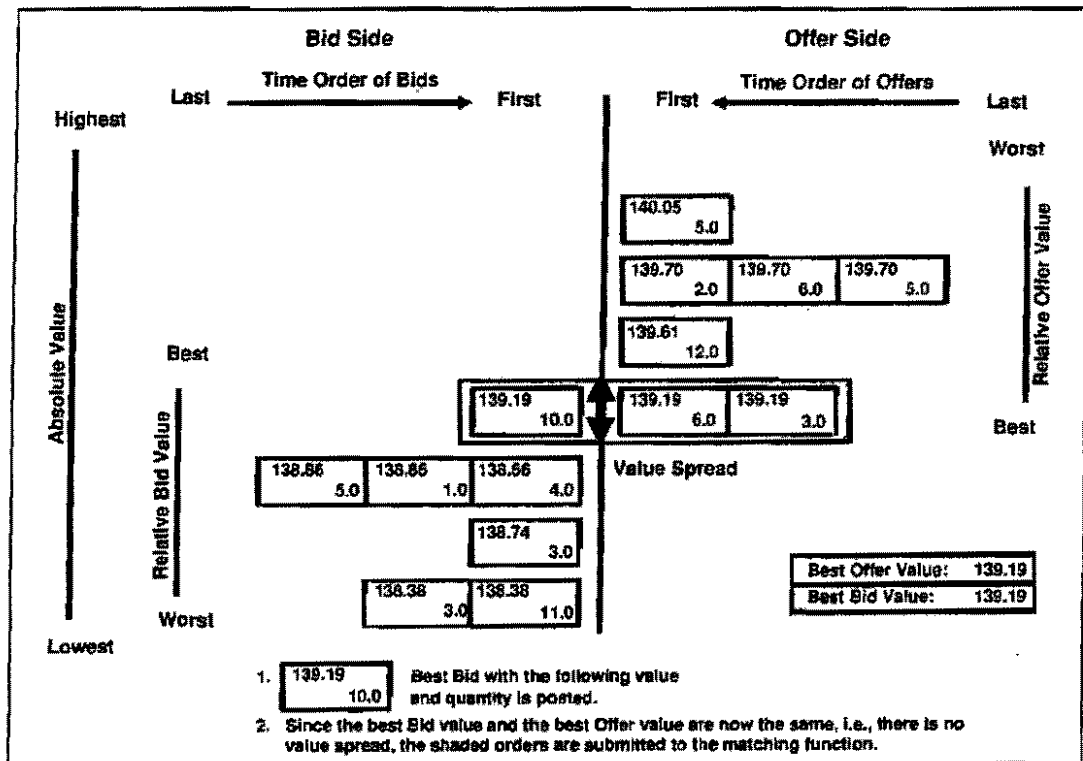 Bid Side
Offer Side
Time Order of Bids
Time Order of Offers
Last
First
First
Last
Highest
Worst
140.05
5.0
139.70 139.70 139.70
2.0 6.0 5.0
139.61
12.0
Absolute Value
Relative Offer Value
Best
139.19 139.19 139.19
10.0 6.0 3.0
Best
Relative Bid Value
Value Spread
138.86 138.86 138.86
5.0 1.0 4.0
138.74
3.0
Best Offer Value: 139.19
Best Bid Value: 139.19
138.38 138.38
3.0 11.0
Worst
Lowest
1. 139.19 Best Bid with the following value
10.0 and quantity is posted.
2. Since the best Bid value and the best Offer value are now the same, i.e., there is no
value spread, the shaded orders are submitted to the matching function.